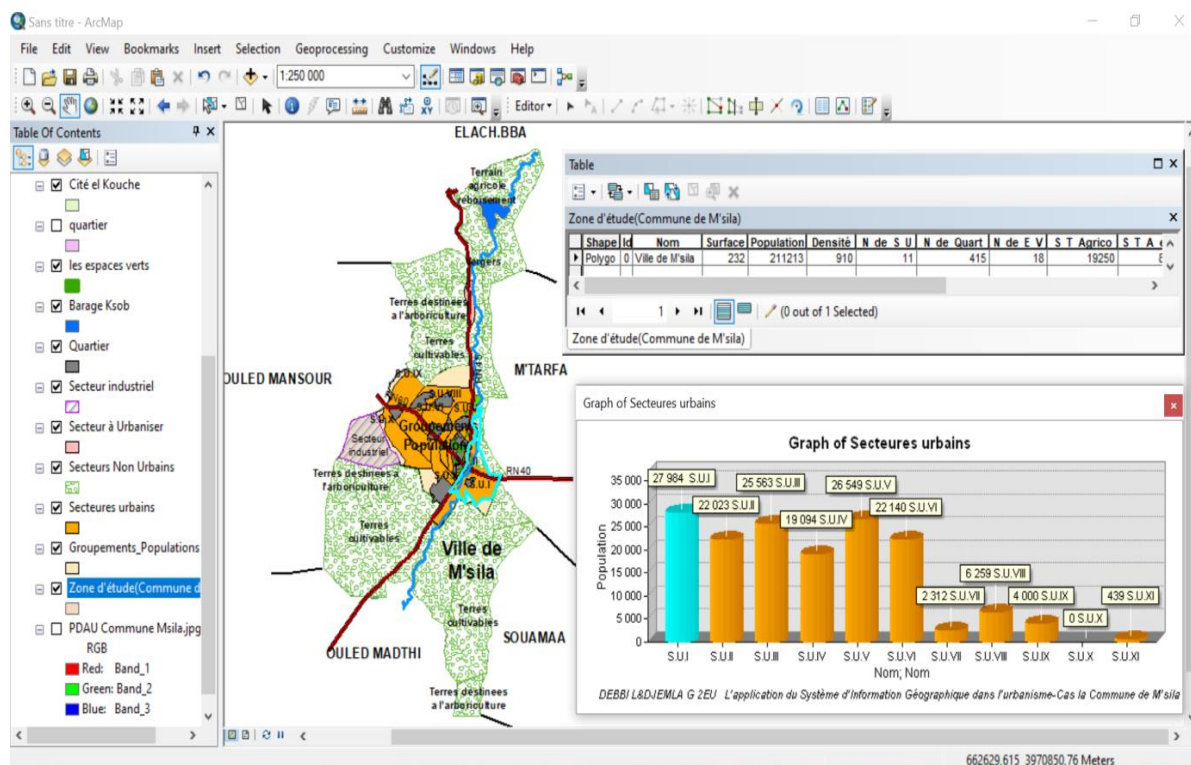 Sans titre - ArcMap
File Edit View Bookmarks Insert Selection Geoprocessing Customize Windows Help
1:250 000
Editor
Table Of Contents
Cité el Kouche
quartier
les espaces verts
Barage Ksob
Quartier
Secteur industriel
Secteur à Urbaniser
Secteurs Non Urbains
Secteures urbains
Groupements_Populations
Zone d'étude(Commune d
PDAU Commune Msila.jpg
RGB
Red: Band_1
Green: Band_2
Blue: Band_3
ELACH.BBA
Terrain
agricole
reboisement
Vergers
Terres destinees
a l'arboriculture
Terres
cultivables
OULED MANSOUR
M'TARFA
S.U.IX
S.U.VIII
RN60
S.U.X
Groupement
Population
Secteur
industriel
S.U.I
RN40
Terres destinees a
l'arboriculture
Terres
cultivables
Ville de
M'sila
Terres
cultivables
SOUAMAA
OULED MADTHI
Terres destinees
a l'arboriculture
Table
Zone d'étude(Commune de M'sila)
Shape Id Nom Surface Population Densité N de S U N de Quart N de E V S T Agrico S T A
Polygo 0 Ville de M'sila 232 211213 910 11 415 18 19250 8
1 (0 out of 1 Selected)
Zone d'étude(Commune de M'sila)
Graph of Secteures urbains
Graph of Secteures urbains
Population
35 000
30 000
25 000
20 000
15 000
10 000
5 000
0
27 984 S.U.I
22 023 S.U.II
25 563 S.U.III
19 094 S.U.IV
26 549 S.U.V
22 140 S.U.VI
2 312 S.U.VII
6 259 S.U.VIII
4 000 S.U.IX
0 S.U.X
439 S.U.XI
S.U.I S.U.II S.U.III S.U.IV S.U.V S.U.VI S.U.VII S.U.VIII S.U.IX S.U.X S.U.XI
Nom; Nom
DEBBI L&DJEMLA G 2EU L'application du Système d'Information Géographique dans l'urbanisme-Cas la Commune de M'sila
662629.615 3970850.76 Meters